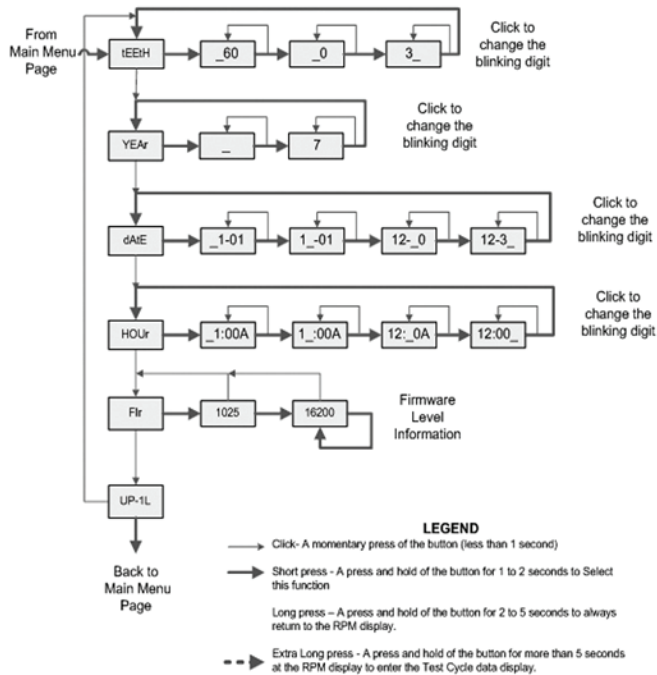 From
Main Menu
Page
tEEtH
_60
_0
3_
Click to
change the
blinking digit
YEAr
_
7
Click to
change the
blinking digit
dAtE
_1-01
1_-01
12-_0
12-3_
Click to
change the
blinking digit
HOUr
_1:00A
1_:00A
12:_0A
12:00_
Click to
change the
blinking digit
FIr
1025
16200
Firmware
Level
Information
UP-1L
Back to
Main Menu
Page
LEGEND
Click- A momentary press of the button (less than 1 second)
Short press - A press and hold of the button for 1 to 2 seconds to Select
this function
Long press – A press and hold of the button for 2 to 5 seconds to always
return to the RPM display.
Extra Long press - A press and hold of the button for more than 5 seconds
at the RPM display to enter the Test Cycle data display.